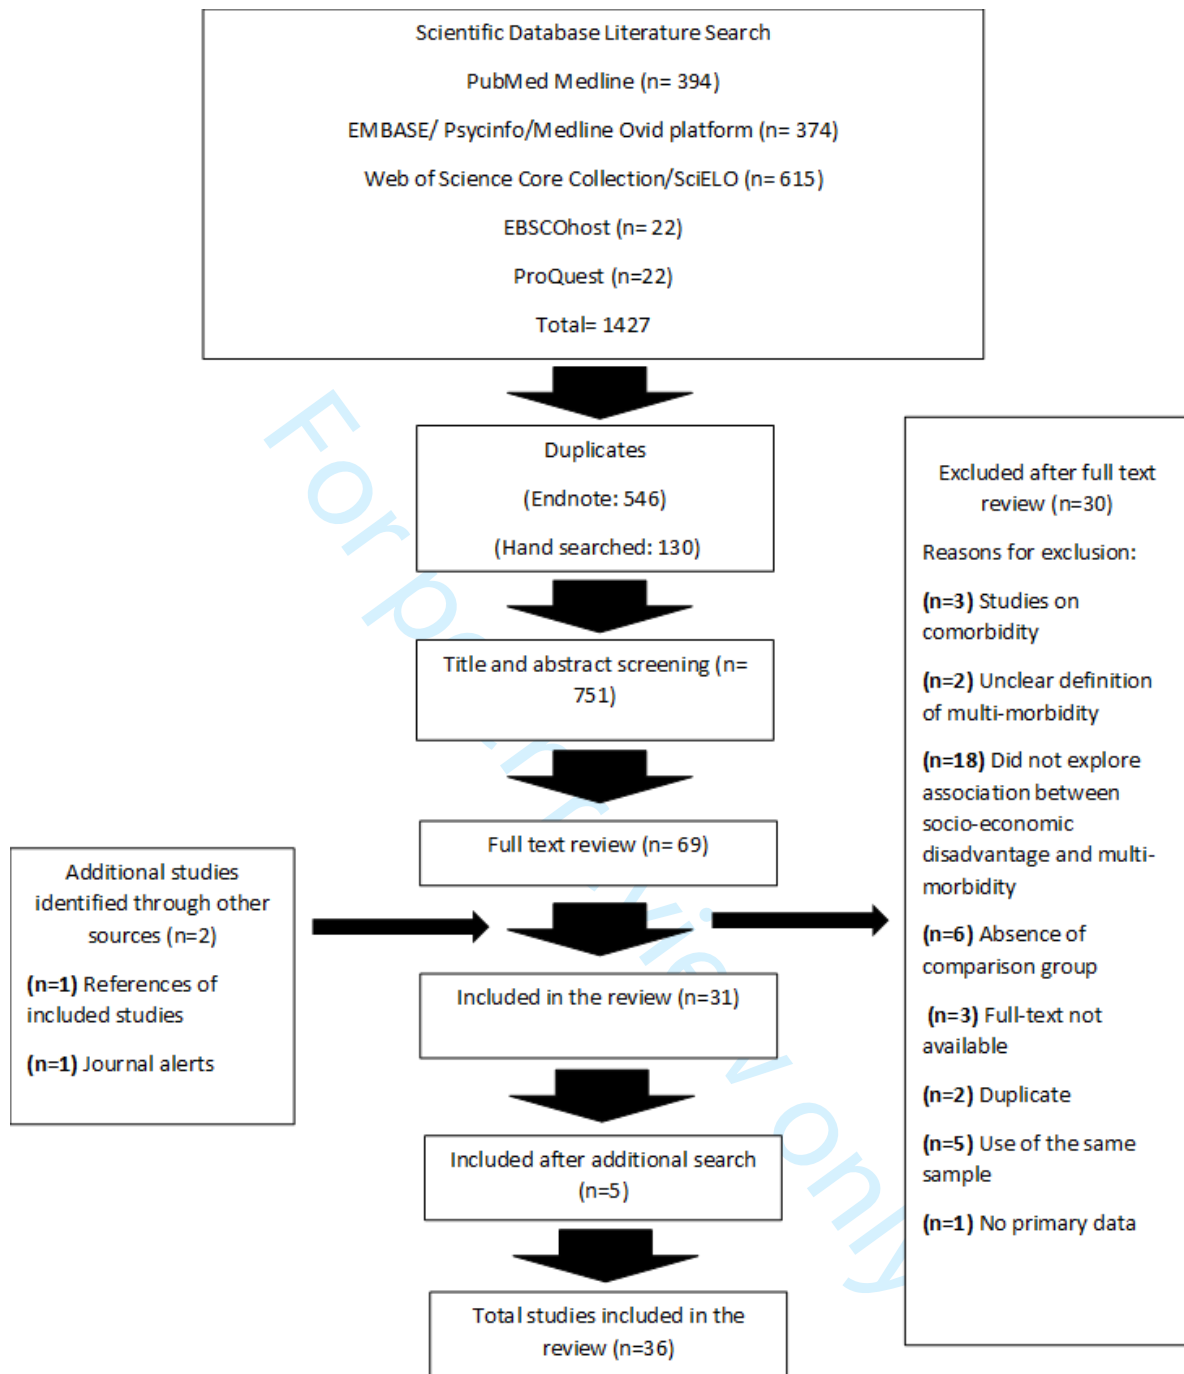 Scientific Database Literature Search
PubMed Medline (n= 394)
EMBASE/ Psycinfo/Medline Ovid platform (n= 374)
Web of Science Core Collection/SciELO (n= 615)
EBSCOhost (n= 22)
ProQuest (n=22)
Total= 1427
Duplicates
(Endnote: 546)
(Hand searched: 130)
Title and abstract screening (n=
751)
Full text review (n= 69)
Additional studies
identified through other
sources (n=2)
(n=1) References of
included studies
(n=1) Journal alerts
Excluded after full text
review (n=30)
Reasons for exclusion:
(n=3) Studies on
comorbidity
(n=2) Unclear definition
of multi-morbidity
(n=18) Did not explore
association between
socio-economic
disadvantage and multi-
morbidity
(n=6) Absence of
comparison group
(n=3) Full-text not
available
(n=2) Duplicate
(n=5) Use of the same
sample
(n=1) No primary data
Included in the review (n=31)
Included after additional search
(n=5)
Total studies included in the
review (n=36)
For peer review only